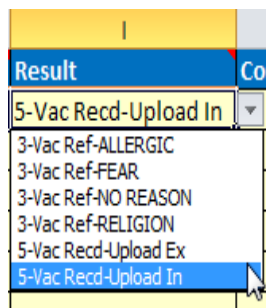 I
Result Co
5-Vac Recd-Upload In
3-Vac Ref-ALLERGIC
3-Vac Ref-FEAR
3-Vac Ref-NO REASON
3-Vac Ref-RELIGION
5-Vac Recd-Upload Ex
5-Vac Recd-Upload In